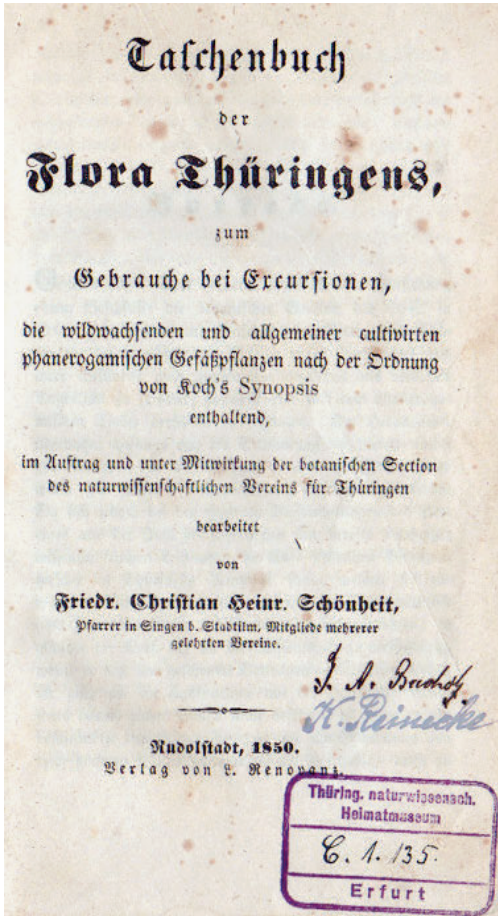 Taſchenbuch
der
Flora Thüringens,
zum
Gebrauche bei Excurſionen,
die wildwachſenden und allgemeiner cultivirten
phanerogamiſchen Gefäßpflanzen nach der Ordnung
von Koch's Synopsis
enthaltend,
im Auftrag und unter Mitwirkung der botaniſchen Section
des naturwiſſenſchaftlichen Vereins für Thüringen
bearbeitet
von
Friedr. Chriſtian Heinr. Schönheit,
Pfarrer in Singen b. Stadtilm, Mitgliede mehrerer
gelehrten Vereine.
J. A.
K. Reinecke
Rudolſtadt, 1850.
Verlag von L. Renovanz.
Thüring. naturwissensch.
Heimatmuseum
C. 1. 135.
Erfurt